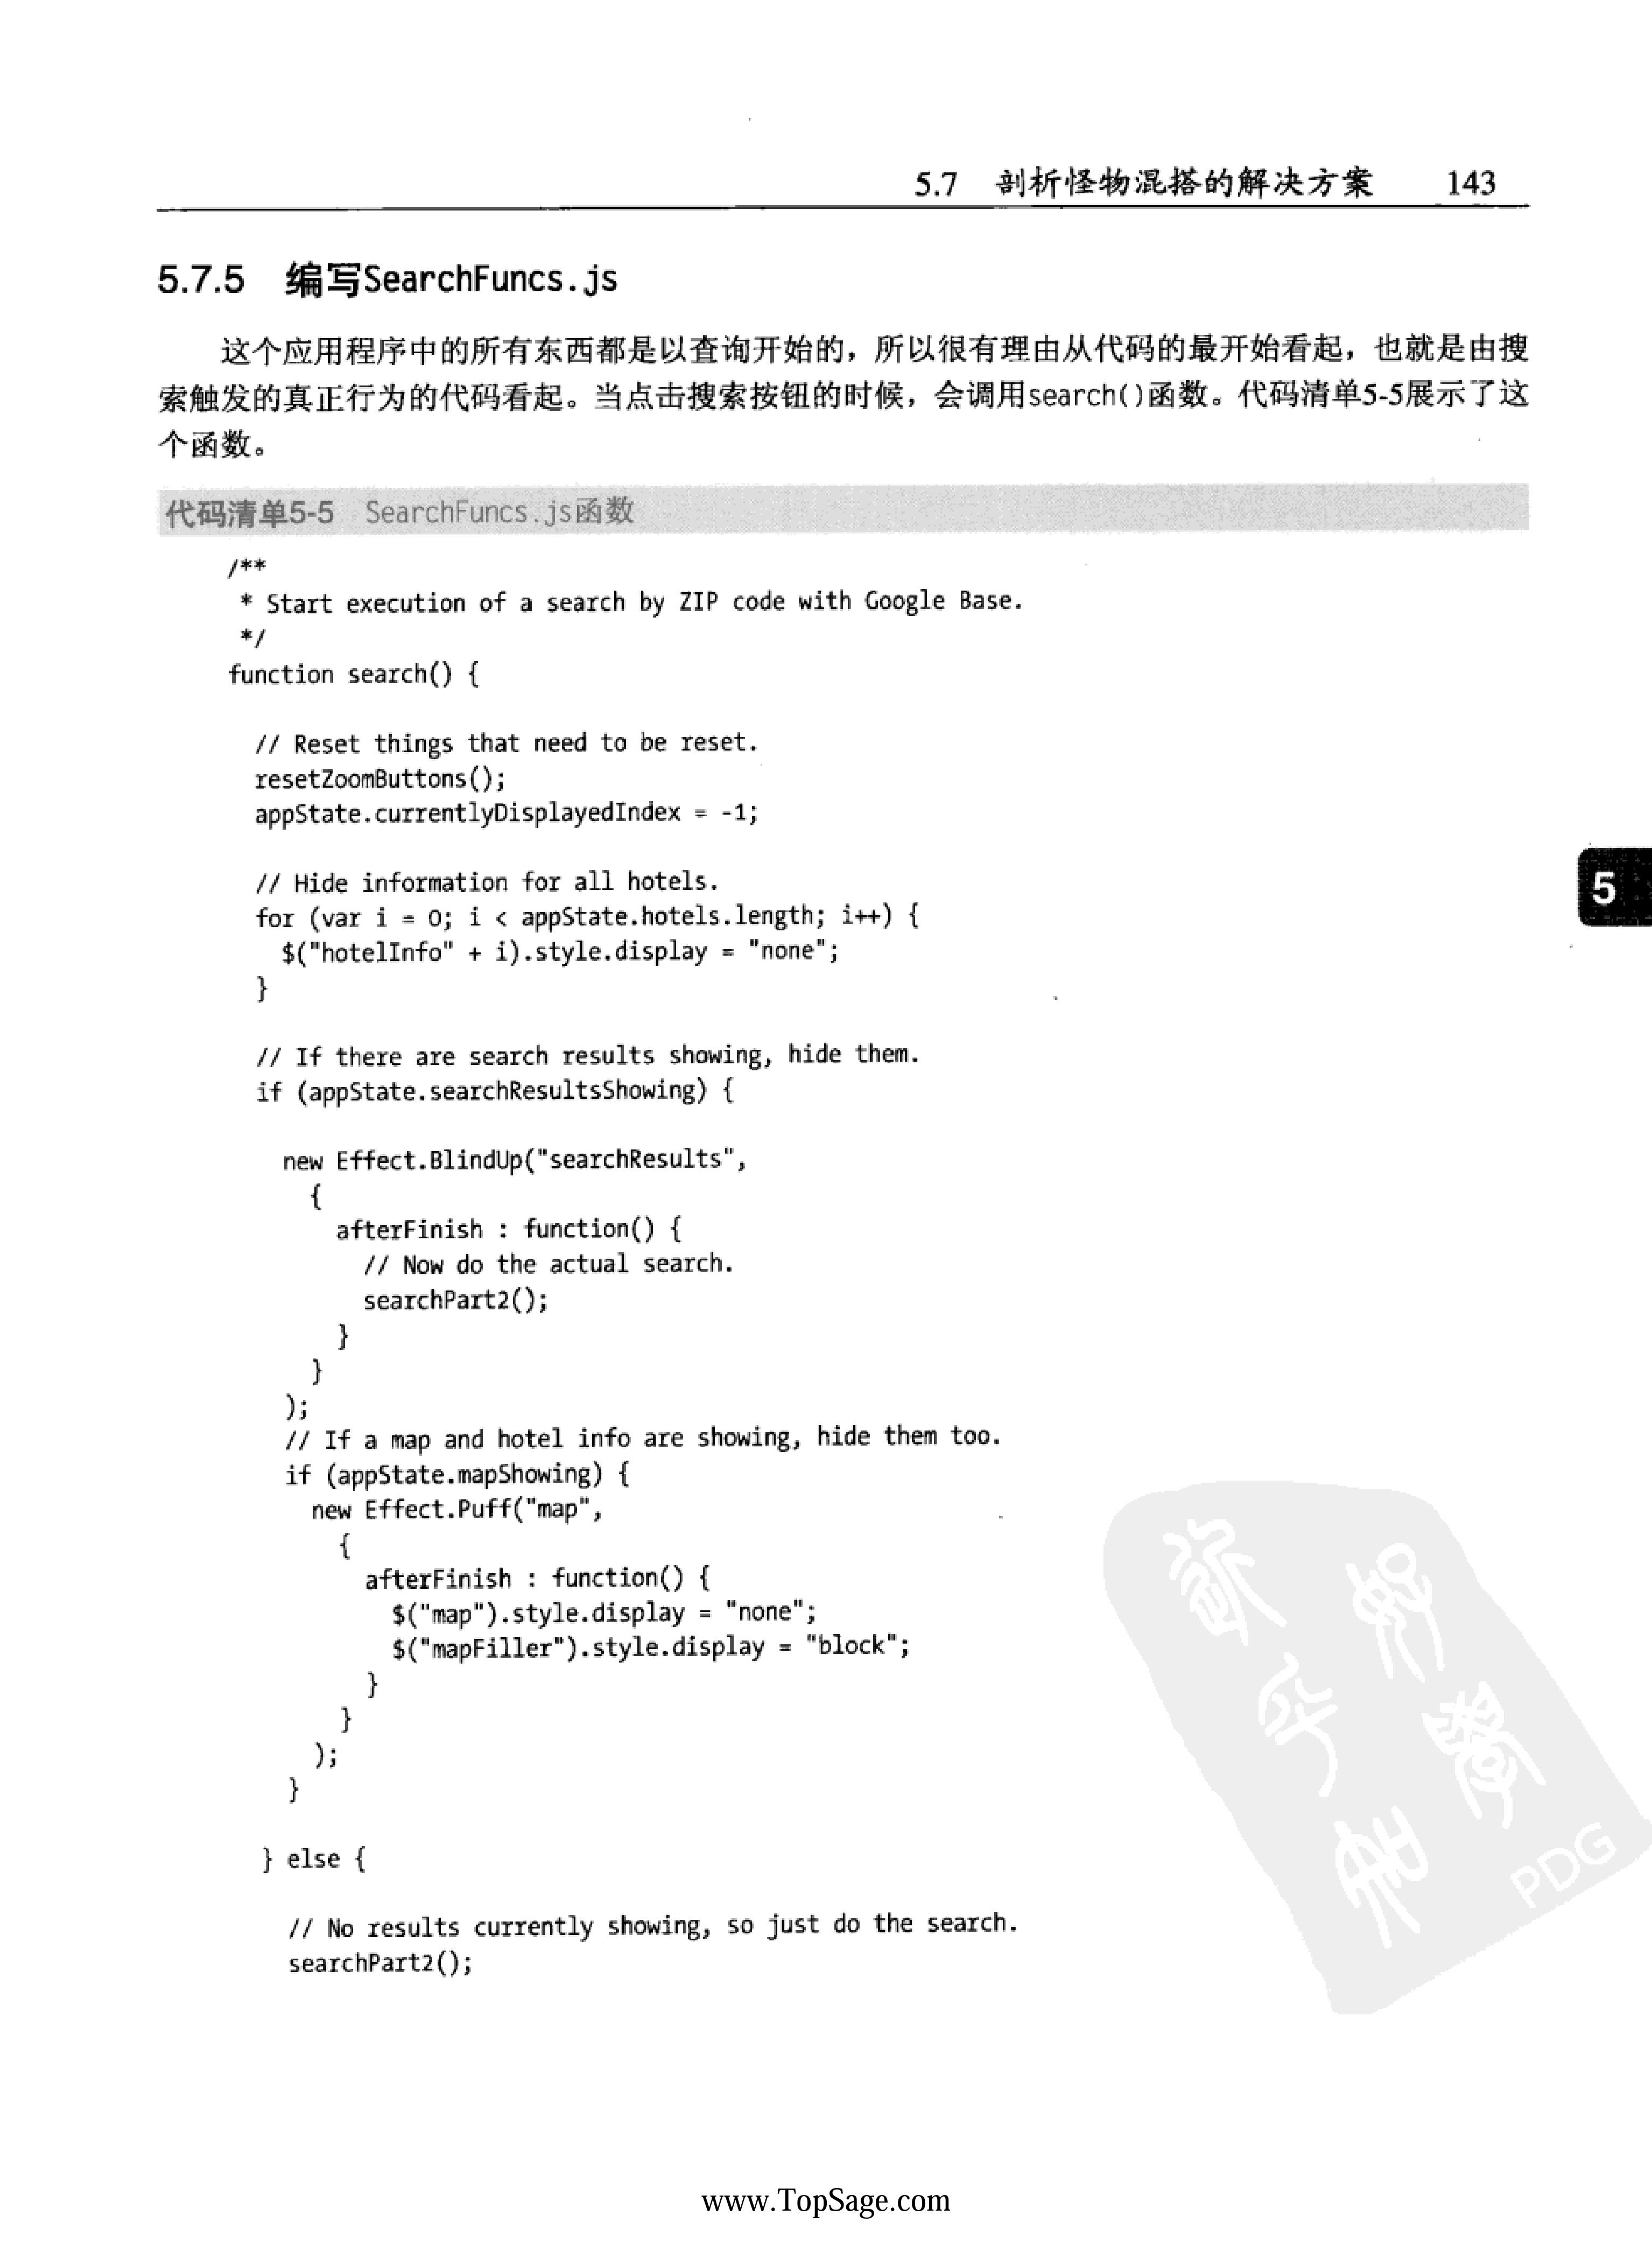 5.7 剖析怪物混搭的解决方案 143
5.7.5 编写SearchFuncs.js
这个应用程序中的所有东西都是以查询开始的，所以很有理由从代码的最开始看起，也就是由搜
索触发的真正行为的代码看起。当点击搜索按钮的时候，会调用search()函数。代码清单5-5展示了这
个函数。
代码清单5-5 SearchFuncs.js函数
/**
 * Start execution of a search by ZIP code with Google Base.
 */
function search() {
  // Reset things that need to be reset.
  resetZoomButtons();
  appState.currentlyDisplayedIndex = -1;
  // Hide information for all hotels.
  for (var i = 0; i < appState.hotels.length; i++) {
    $("hotelInfo" + i).style.display = "none";
  }
5
  // If there are search results showing, hide them.
  if (appState.searchResultsShowing) {
    new Effect.BlindUp("searchResults",
      {
        afterFinish : function() {
          // Now do the actual search.
          searchPart2();
        }
      }
    );
    // If a map and hotel info are showing, hide them too.
    if (appState.mapShowing) {
      new Effect.Puff("map",
        {
          afterFinish : function() {
            $("map").style.display = "none";
            $("mapFiller").style.display = "block";
          }
        }
      );
    }
  } else {
    // No results currently showing, so just do the search.
    searchPart2();
PDG
www.TopSage.com